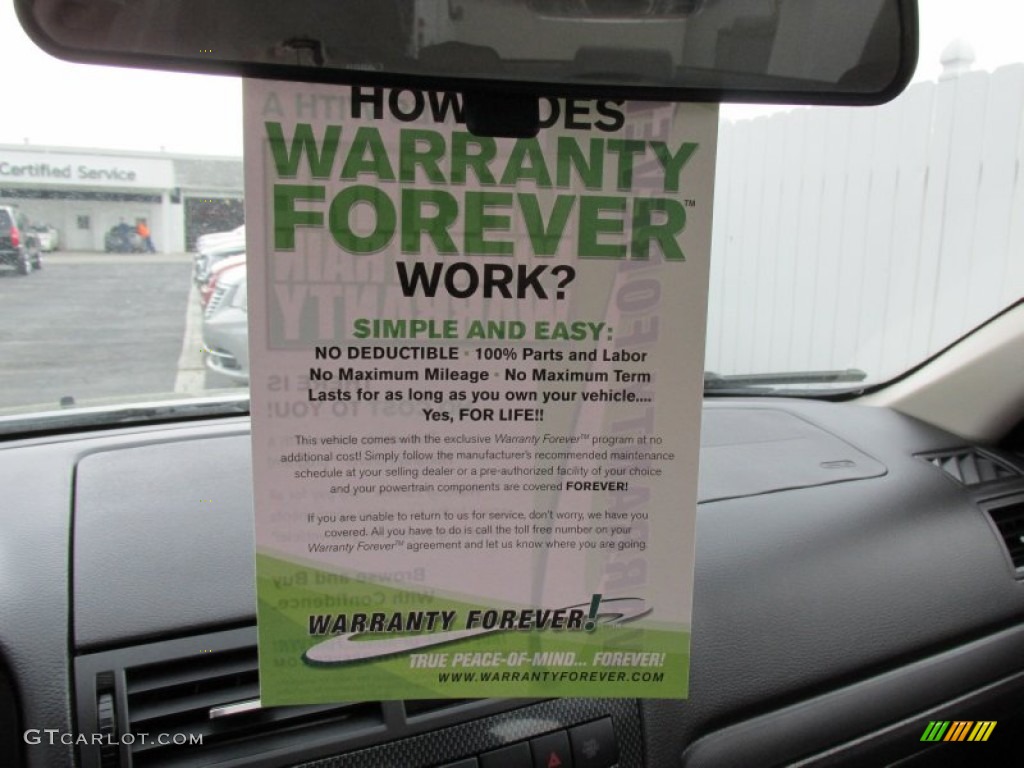 HOW DOES
WARRANTY
FOREVER™
WORK?
SIMPLE AND EASY:
NO DEDUCTIBLE • 100% Parts and Labor
No Maximum Mileage • No Maximum Term
Lasts for as long as you own your vehicle....
Yes, FOR LIFE!!
This vehicle comes with the exclusive Warranty Forever™ program at no
additional cost! Simply follow the manufacturer's recommended maintenance
schedule at your selling dealer or a pre-authorized facility of your choice
and your powertrain components are covered FOREVER!
If you are unable to return to us for service, don't worry, we have you
covered. All you have to do is call the toll free number on your
Warranty Forever™ agreement and let us know where you are going.
WARRANTY FOREVER!
TRUE PEACE-OF-MIND... FOREVER!
WWW.WARRANTYFOREVER.COM
Certified Service
GTCARLOT.COM